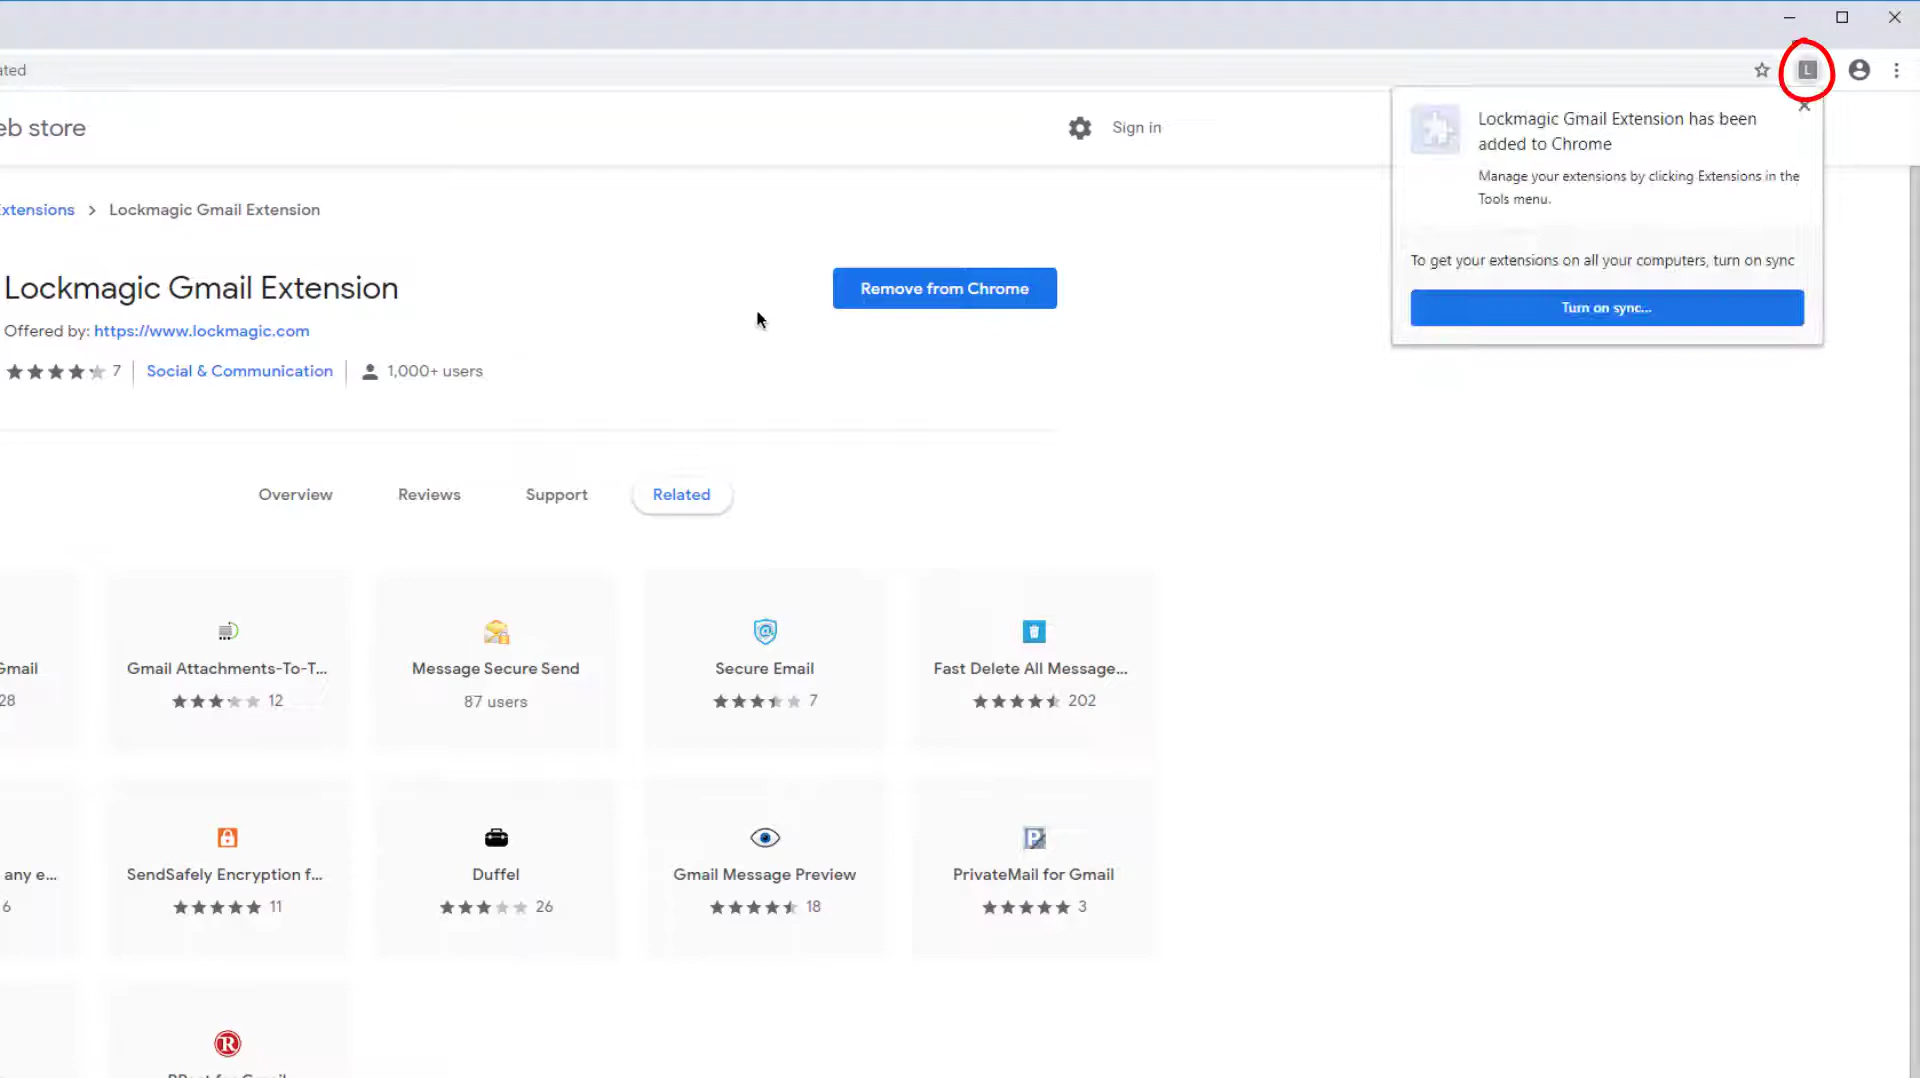 ated
L
eb store
Sign in
Lockmagic Gmail Extension has been
added to Chrome
Manage your extensions by clicking Extensions in the
Tools menu.
To get your extensions on all your computers, turn on sync
Turn on sync...
xtensions > Lockmagic Gmail Extension
Lockmagic Gmail Extension
Remove from Chrome
Offered by: https://www.lockmagic.com
7
Social & Communication
1,000+ users
Overview
Reviews
Support
Related
Gmail
28
Gmail Attachments-To-T...
12
Message Secure Send
87 users
Secure Email
7
Fast Delete All Message...
202
any e...
6
SendSafely Encryption f...
11
Duffel
26
Gmail Message Preview
18
P
PrivateMail for Gmail
3
R